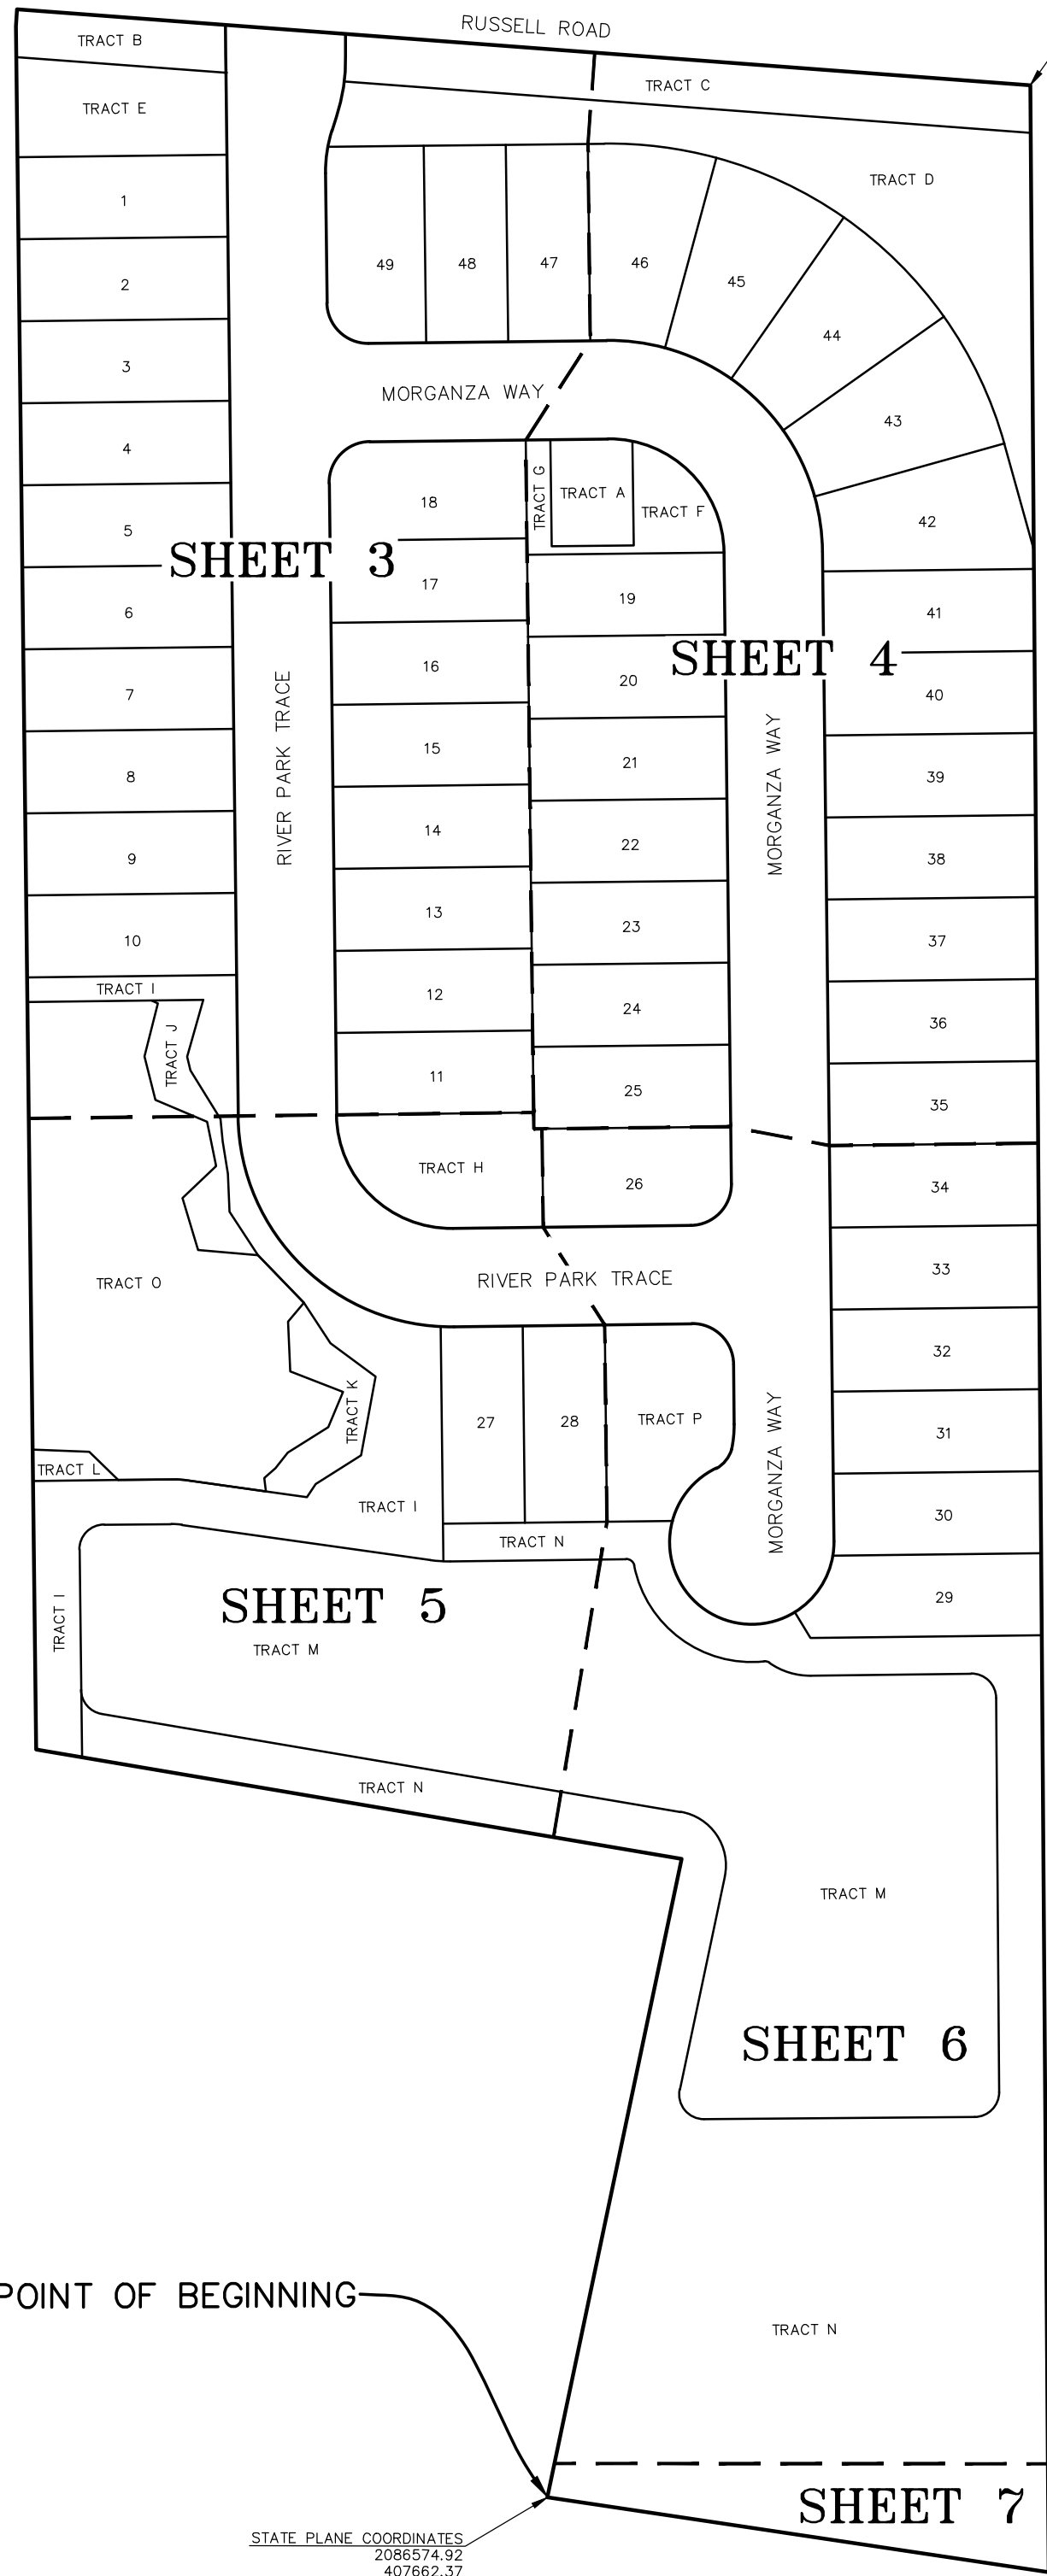 RUSSELL ROAD
TRACT B
TRACT C
TRACT E
TRACT D
1
2
3
4
5
6
7
8
9
10
49
48
47
46
45
44
43
42
MORGANZA WAY
18
TRACT G
TRACT A
TRACT F
SHEET 3
17
16
15
14
13
12
11
RIVER PARK TRACE
19
SHEET 4
20
21
22
23
24
25
MORGANZA WAY
41
40
39
38
37
36
35
TRACT I
TRACT J
TRACT H
26
34
33
32
31
30
29
RIVER PARK TRACE
TRACT O
TRACT K
TRACT L
27
28
TRACT P
MORGANZA WAY
TRACT I
TRACT N
TRACT I
SHEET 5
TRACT M
TRACT N
TRACT M
SHEET 6
POINT OF BEGINNING
TRACT N
SHEET 7
STATE PLANE COORDINATES
2086574.92
407662.37